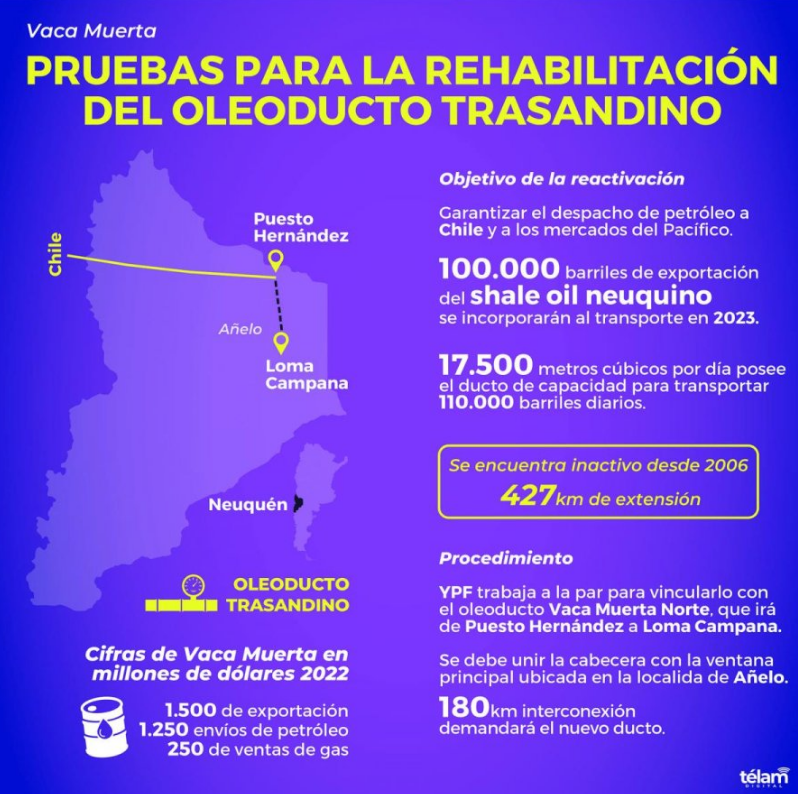 Vaca Muerta
PRUEBAS PARA LA REHABILITACIÓN
DEL OLEODUCTO TRASANDINO
Chile
Puesto
Hernández
Añelo
Loma
Campana
Neuquén
OLEODUCTO
TRASANDINO
Cifras de Vaca Muerta en
millones de dólares 2022
1.500 de exportación
1.250 envíos de petróleo
250 de ventas de gas
Objetivo de la reactivación
Garantizar el despacho de petróleo a
Chile y a los mercados del Pacífico.
100.000 barriles de exportación
del shale oil neuquino
se incorporarán al transporte en 2023.
17.500 metros cúbicos por día posee
el ducto de capacidad para transportar
110.000 barriles diarios.
Se encuentra inactivo desde 2006
427km de extensión
Procedimiento
YPF trabaja a la par para vincularlo con
el oleoducto Vaca Muerta Norte, que irá
de Puesto Hernández a Loma Campana.
Se debe unir la cabecera con la ventana
principal ubicada en la localida de Añelo.
180km interconexión
demandará el nuevo ducto.
télam
DIGITAL